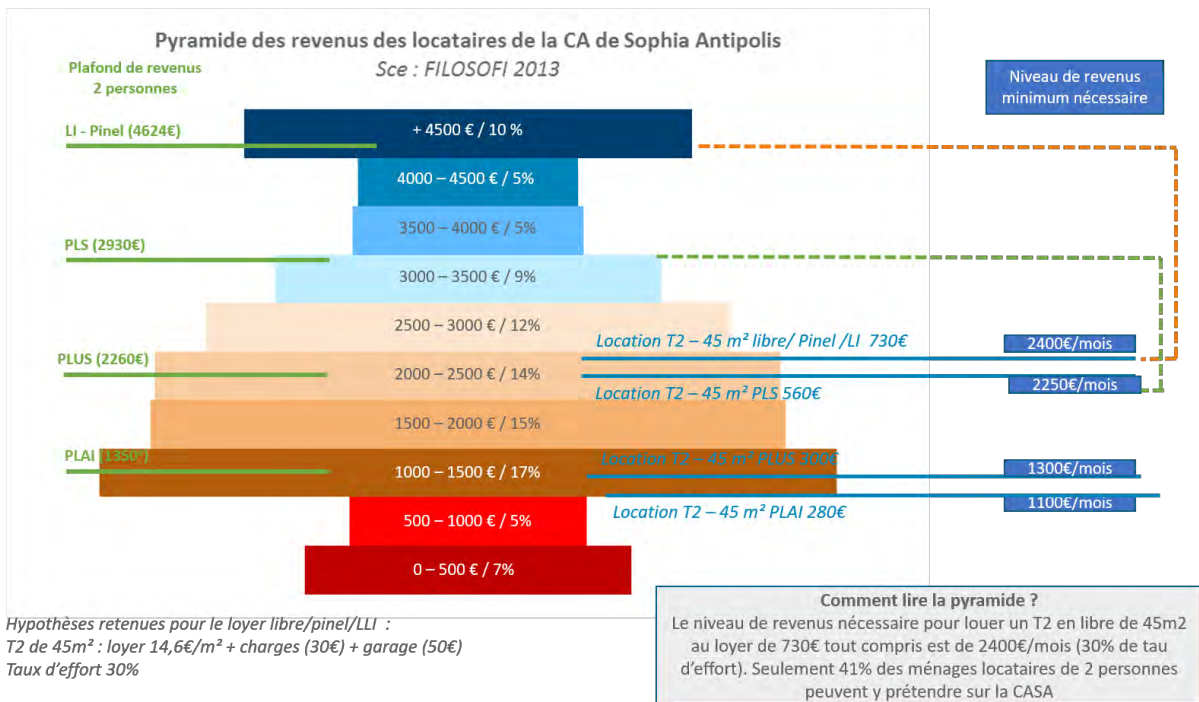 Pyramide des revenus des locataires de la CA de Sophia Antipolis
Sce : FILOSOFI 2013
Plafond de revenus
2 personnes
Niveau de revenus
minimum nécessaire
LI - Pinel (4624€)
+ 4500 € / 10 %
4000 – 4500 € / 5%
3500 – 4000 € / 5%
PLS (2930€)
3000 – 3500 € / 9%
2500 – 3000 € / 12%
Location T2 – 45 m² libre/ Pinel /LI 730€
2400€/mois
PLUS (2260€)
2000 – 2500 € / 14%
2250€/mois
Location T2 – 45 m² PLS 560€
1500 – 2000 € / 15%
PLAI (1350€)
Location T2 – 45 m² PLUS 300€
1000 – 1500 € / 17%
1300€/mois
1100€/mois
Location T2 – 45 m² PLAI 280€
500 – 1000 € / 5%
0 – 500 € / 7%
Hypothèses retenues pour le loyer libre/pinel/LLI :
T2 de 45m² : loyer 14,6€/m² + charges (30€) + garage (50€)
Taux d'effort 30%
Comment lire la pyramide ?
Le niveau de revenus nécessaire pour louer un T2 en libre de 45m2
au loyer de 730€ tout compris est de 2400€/mois (30% de tau
d'effort). Seulement 41% des ménages locataires de 2 personnes
peuvent y prétendre sur la CASA